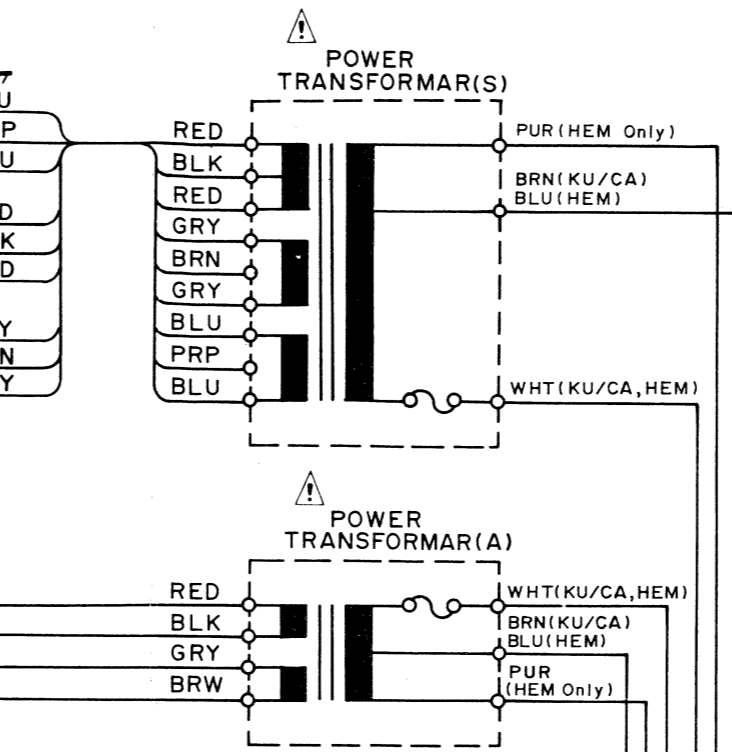 !
POWER
TRANSFORMAR(S)
U
P
U
D
K
D
Y
N
Y
RED
BLK
RED
GRY
BRN
GRY
BLU
PRP
BLU
PUR(HEM Only)
BRN(KU/CA)
BLU(HEM)
WHT(KU/CA,HEM)
!
POWER
TRANSFORMAR(A)
RED
BLK
GRY
BRW
WHT(KU/CA,HEM)
BRN(KU/CA)
BLU(HEM)
PUR
(HEM Only)